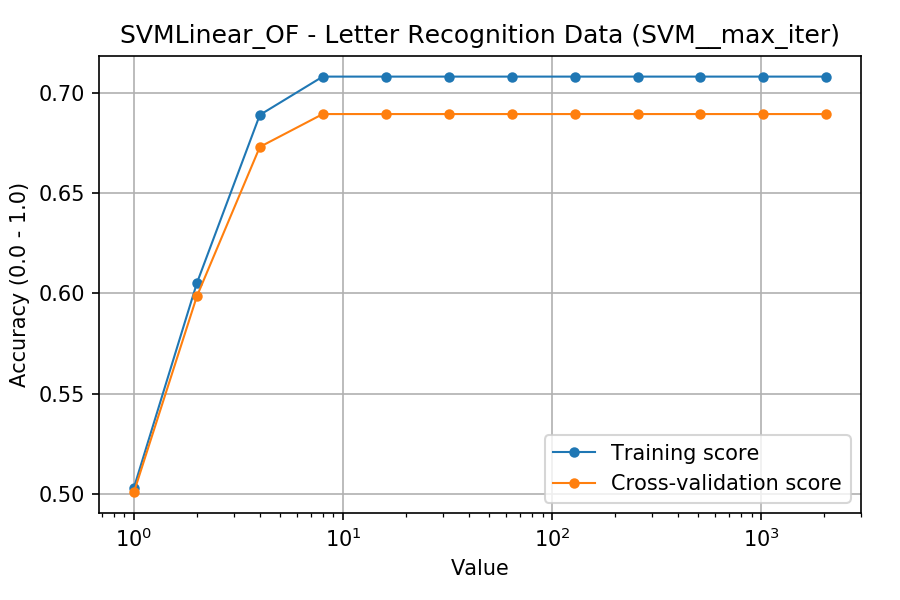 SVMLinear_OF - Letter Recognition Data (SVM__max_iter)
Accuracy (0.0 - 1.0)
0.70
0.65
0.60
0.55
0.50
Training score
Cross-validation score
10⁰ 10¹ 10² 10³
Value